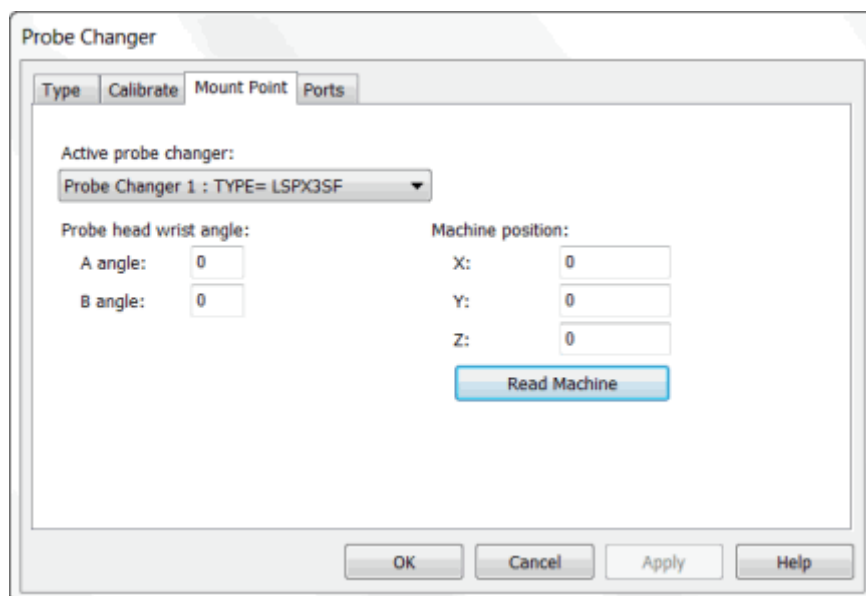 Probe Changer
Type Calibrate Mount Point Ports
Active probe changer:
Probe Changer 1 : TYPE= LSPX3SF
Probe head wrist angle: Machine position:
A angle: 0 X: 0
B angle: 0 Y: 0
Z: 0
Read Machine
OK Cancel Apply Help